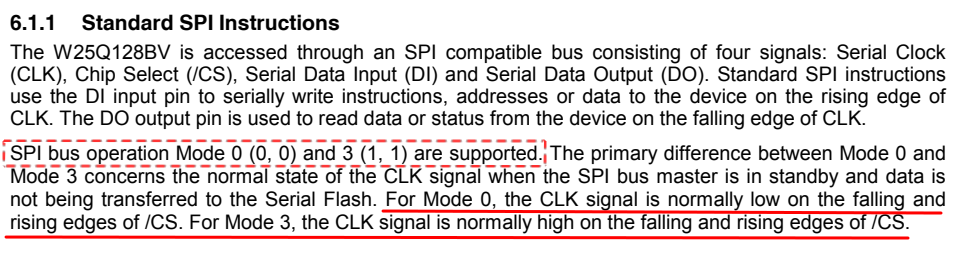 6.1.1 Standard SPI Instructions
The W25Q128BV is accessed through an SPI compatible bus consisting of four signals: Serial Clock
(CLK), Chip Select (/CS), Serial Data Input (DI) and Serial Data Output (DO). Standard SPI instructions
use the DI input pin to serially write instructions, addresses or data to the device on the rising edge of
CLK. The DO output pin is used to read data or status from the device on the falling edge of CLK.
SPI bus operation Mode 0 (0, 0) and 3 (1, 1) are supported. The primary difference between Mode 0 and
Mode 3 concerns the normal state of the CLK signal when the SPI bus master is in standby and data is
not being transferred to the Serial Flash. For Mode 0, the CLK signal is normally low on the falling and
rising edges of /CS. For Mode 3, the CLK signal is normally high on the falling and rising edges of /CS.